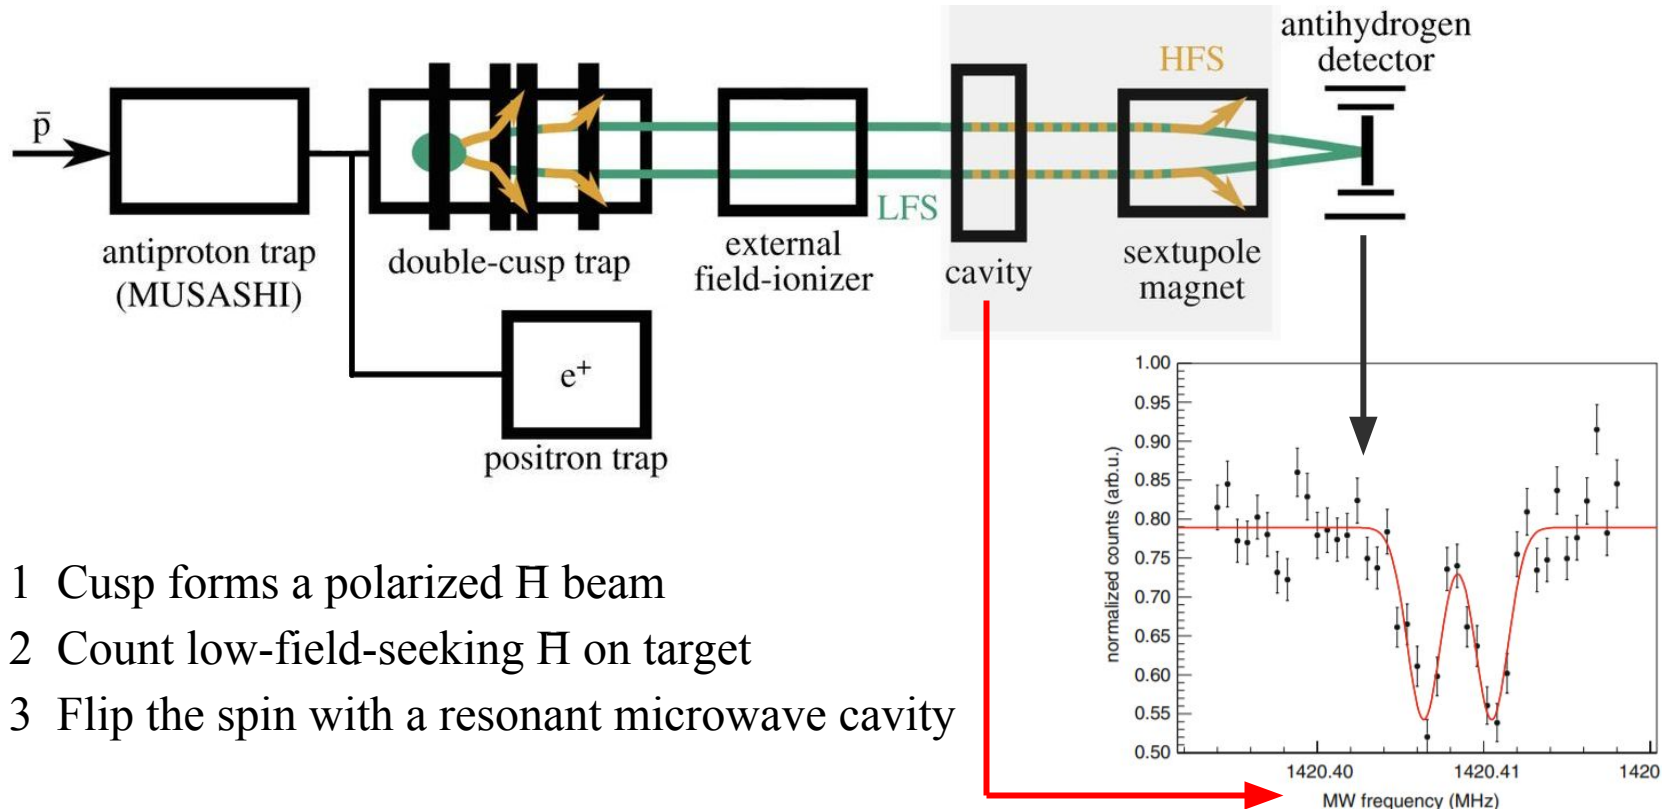 antihydrogen
detector
HFS
p̄
LFS
antiproton trap
(MUSASHI)
double-cusp trap
external
field-ionizer
cavity
sextupole
magnet
e⁺
positron trap
1 Cusp forms a polarized H̄ beam
2 Count low-field-seeking H̄ on target
3 Flip the spin with a resonant microwave cavity
normalized counts (arb.u.)
1.00
0.95
0.90
0.85
0.80
0.75
0.70
0.65
0.60
0.55
0.50
1420.40 1420.41 1420
MW frequency (MHz)